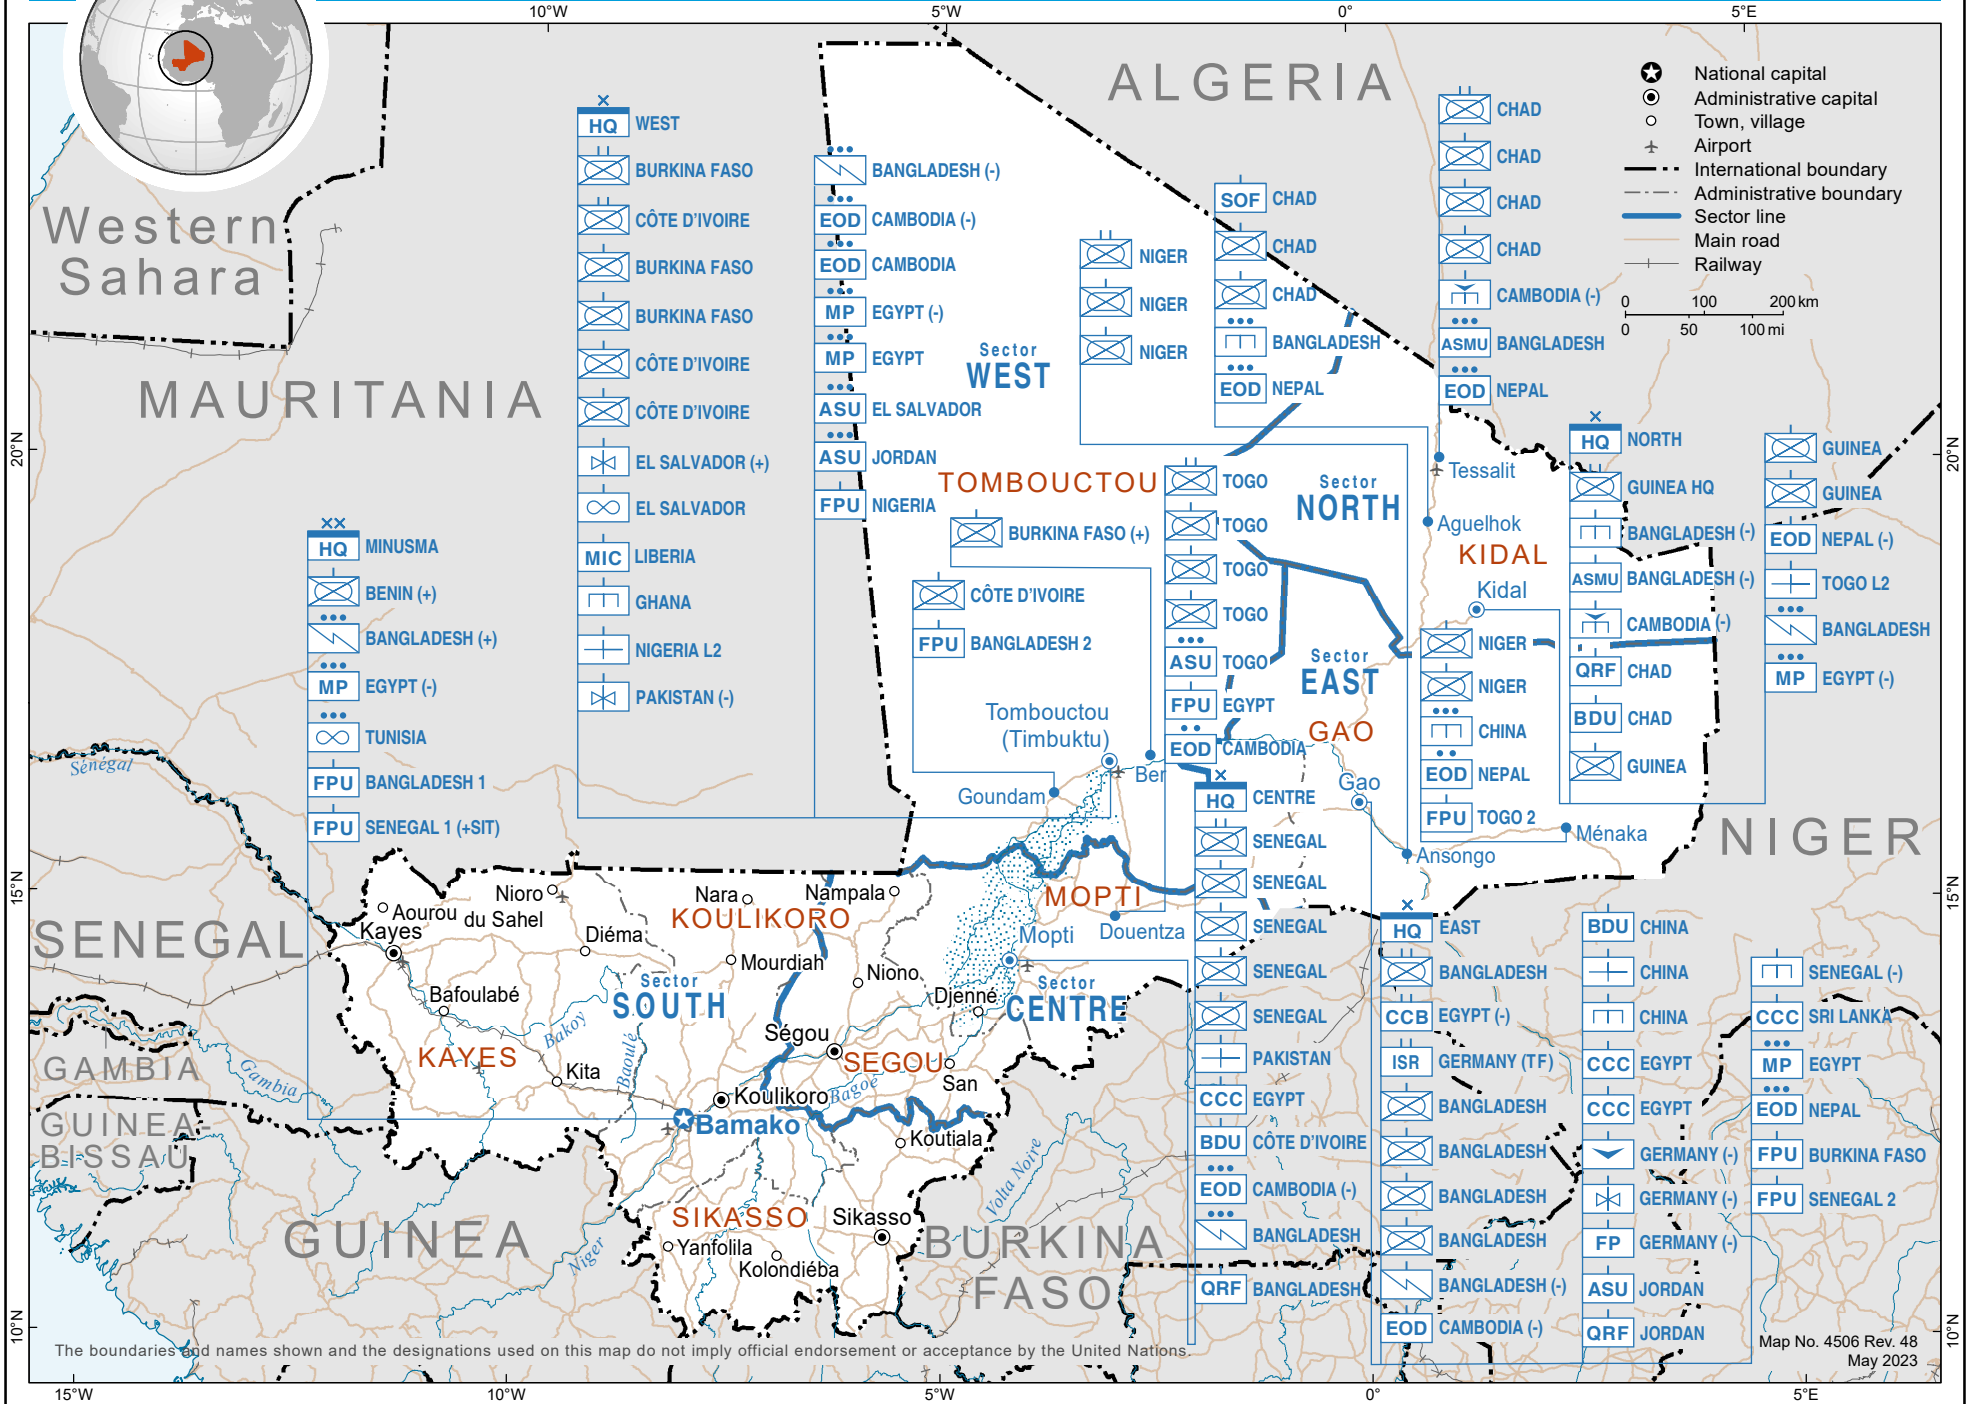 10°W
5°W
0°
5°E
20°N
15°N
10°N
20°N
15°N
10°N
15°W
10°W
5°W
0°
5°E
ALGERIA
Western
Sahara
MAURITANIA
SENEGAL
GAMBIA
GUINEA-
BISSAU
GUINEA
BURKINA
FASO
NIGER
National capital
Administrative capital
Town, village
Airport
International boundary
Administrative boundary
Sector line
Main road
Railway
0 100 200 km
0 50 100 mi
HQ MINUSMA
BENIN (+)
BANGLADESH (+)
MP EGYPT (-)
TUNISIA
FPU BANGLADESH 1
FPU SENEGAL 1 (+SIT)
HQ WEST
BURKINA FASO
CÔTE D'IVOIRE
BURKINA FASO
BURKINA FASO
CÔTE D'IVOIRE
CÔTE D'IVOIRE
EL SALVADOR (+)
EL SALVADOR
MIC LIBERIA
GHANA
NIGERIA L2
PAKISTAN (-)
BANGLADESH (-)
EOD CAMBODIA (-)
EOD CAMBODIA
MP EGYPT (-)
MP EGYPT
ASU EL SALVADOR
ASU JORDAN
FPU NIGERIA
BURKINA FASO (+)
CÔTE D'IVOIRE
FPU BANGLADESH 2
NIGER
NIGER
NIGER
SOF CHAD
CHAD
CHAD
BANGLADESH
EOD NEPAL
CHAD
CHAD
CHAD
CHAD
CAMBODIA (-)
ASMU BANGLADESH
EOD NEPAL
TOGO
TOGO
TOGO
TOGO
ASU TOGO
FPU EGYPT
EOD CAMBODIA
HQ NORTH
GUINEA HQ
BANGLADESH (-)
ASMU BANGLADESH (-)
CAMBODIA (-)
QRF CHAD
BDU CHAD
GUINEA
GUINEA
GUINEA
EOD NEPAL (-)
TOGO L2
BANGLADESH
MP EGYPT (-)
NIGER
NIGER
CHINA
EOD NEPAL
FPU TOGO 2
HQ CENTRE
SENEGAL
SENEGAL
SENEGAL
SENEGAL
SENEGAL
PAKISTAN
CCC EGYPT
BDU CÔTE D'IVOIRE
EOD CAMBODIA (-)
BANGLADESH
QRF BANGLADESH
HQ EAST
BANGLADESH
CCB EGYPT (-)
ISR GERMANY (TF)
BANGLADESH
BANGLADESH
BANGLADESH
BANGLADESH
BANGLADESH (-)
EOD CAMBODIA (-)
BDU CHINA
CHINA
CHINA
CCC EGYPT
CCC EGYPT
GERMANY (-)
GERMANY (-)
FP GERMANY (-)
ASU JORDAN
QRF JORDAN
SENEGAL (-)
CCC SRI LANKA
MP EGYPT
EOD NEPAL
FPU BURKINA FASO
FPU SENEGAL 2
Sector
WEST
Sector
NORTH
Sector
EAST
Sector
SOUTH
Sector
CENTRE
TOMBOUCTOU
KIDAL
GAO
MOPTI
KOULIKORO
KAYES
SEGOU
SIKASSO
Tessalit
Aguelhok
Kidal
Tombouctou
(Timbuktu)
Ber
Goundam
Gao
Ansongo
Ménaka
Douentza
Mopti
Djenné
Nioro
du Sahel
Nara
Nampala
Aourou
Kayes
Diéma
Mourdiah
Niono
Bafoulabé
Ségou
San
Kita
Koulikoro
Bamako
Koutiala
Sikasso
Yanfolila
Kolondiéba
Sénégal
Gambia
Bakoy
Baoulé
Bagoe
Niger
Volta Noire
The boundaries and names shown and the designations used on this map do not imply official endorsement or acceptance by the United Nations.
Map No. 4506 Rev. 48
May 2023